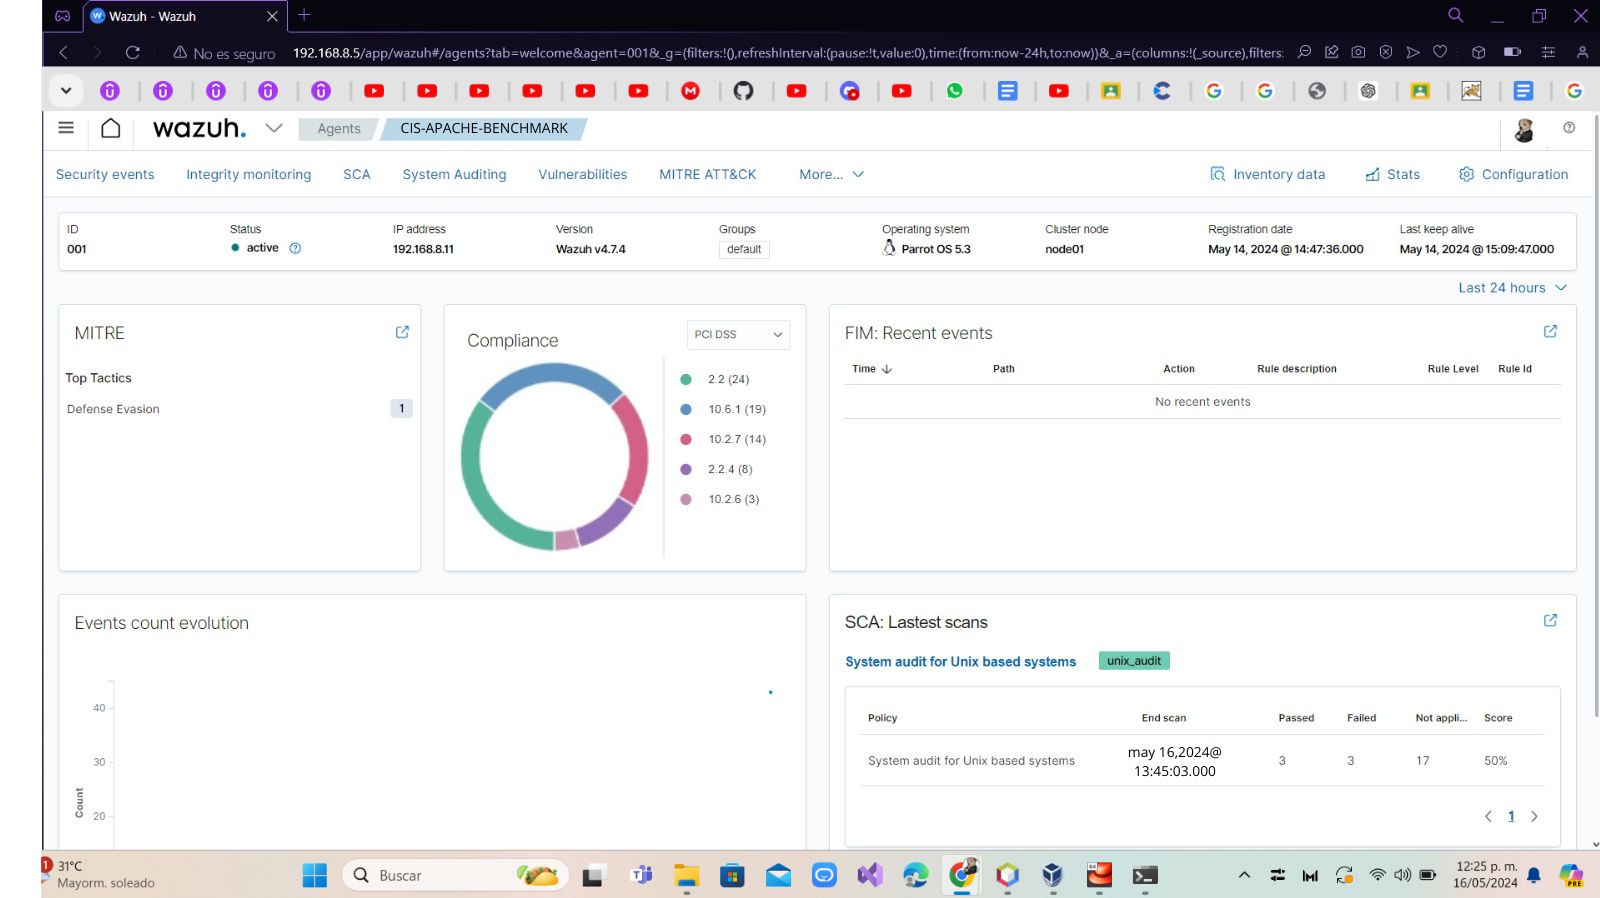 Wazuh - Wazuh
No es seguro 192.168.8.5/app/wazuh#/agents?tab=welcome&agent=001&_g=(filters:!(),refreshInterval:(pause:!t,value:0),time:(from:now-24h,to:now))&_a=(columns:!(_source),filters:
wazuh. Agents CIS-APACHE-BENCHMARK
Security events Integrity monitoring SCA System Auditing Vulnerabilities MITRE ATT&CK More... Inventory data Stats Configuration
ID Status IP address Version Groups Operating system Cluster node Registration date Last keep alive
001 active 192.168.8.11 Wazuh v4.7.4 default Parrot OS 5.3 node01 May 14, 2024 @ 14:47:36.000 May 14, 2024 @ 15:09:47.000
Last 24 hours
MITRE
Top Tactics
Defense Evasion 1
Compliance PCI DSS
2.2 (24)
10.6.1 (19)
10.2.7 (14)
2.2.4 (8)
10.2.6 (3)
FIM: Recent events
Time Path Action Rule description Rule Level Rule Id
No recent events
Events count evolution
40
30
20
Count
SCA: Lastest scans
System audit for Unix based systems unix_audit
Policy End scan Passed Failed Not appli... Score
System audit for Unix based systems may 16,2024@ 3 3 17 50%
13:45:03.000
1
1 31°C
Mayorm. soleado
Buscar
12:25 p. m.
16/05/2024
PRE